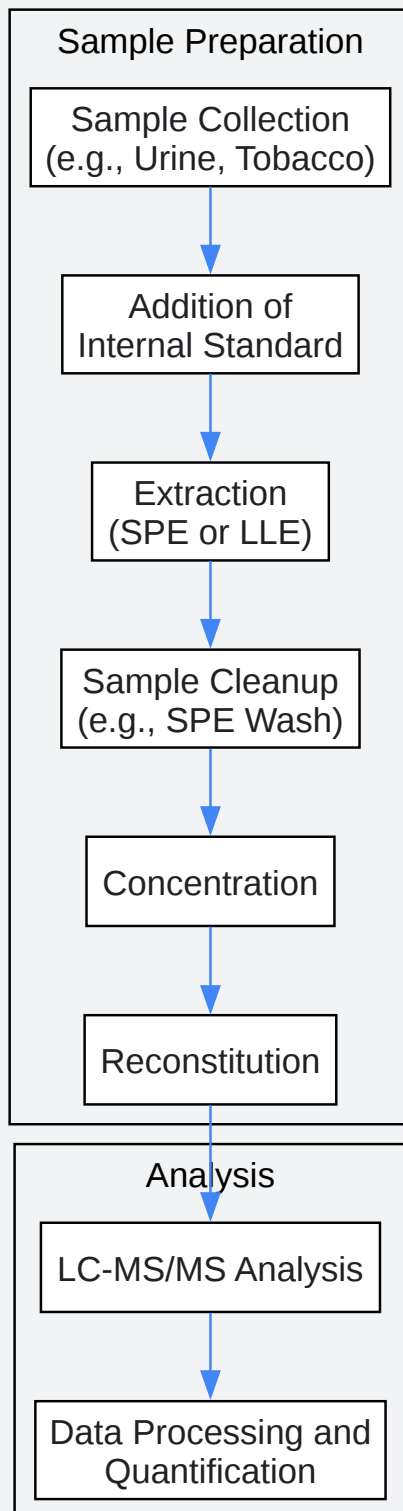 Sample Preparation
Sample Collection
(e.g., Urine, Tobacco)
Addition of
Internal Standard
Extraction
(SPE or LLE)
Sample Cleanup
(e.g., SPE Wash)
Concentration
Reconstitution
Analysis
LC-MS/MS Analysis
Data Processing and
Quantification